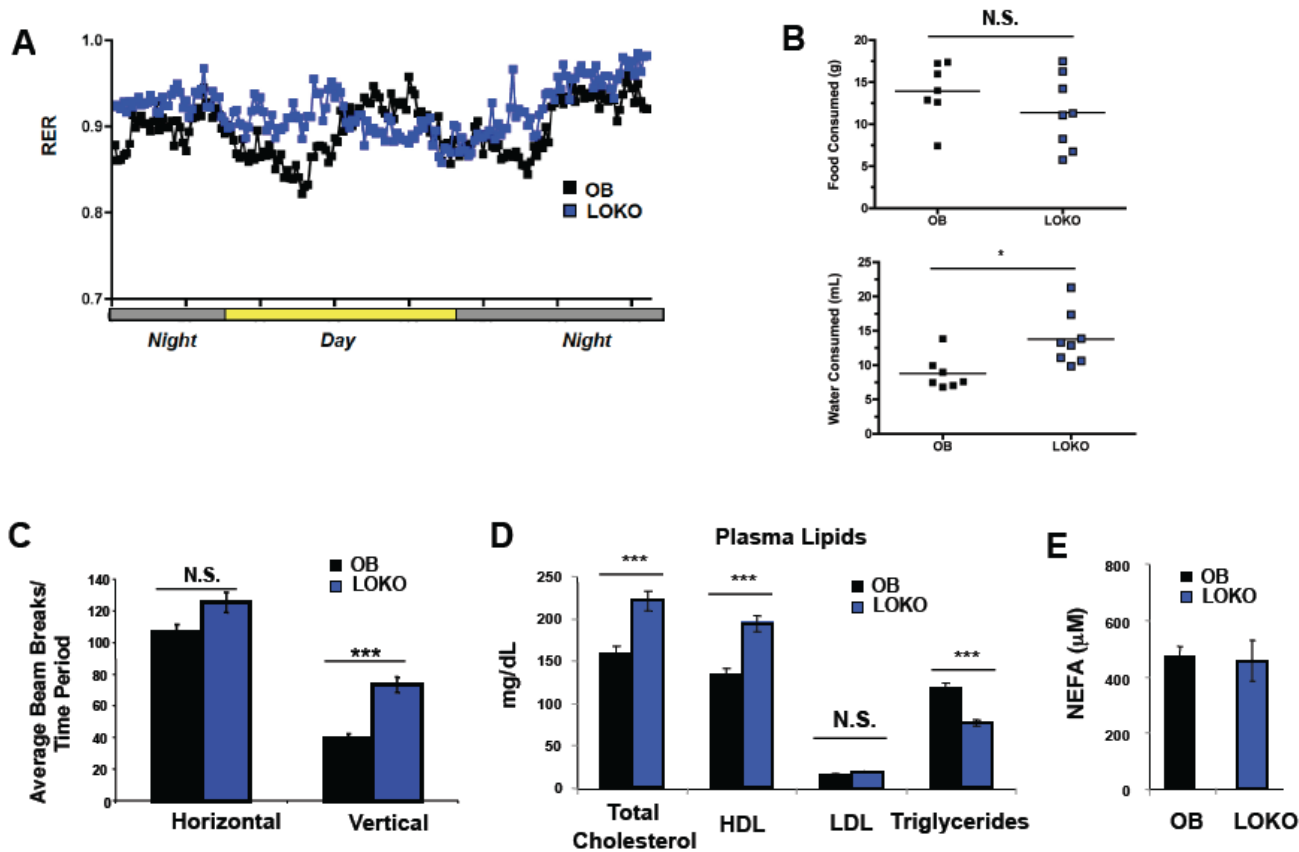 A
1.0
0.9
0.8
0.7
RER
OB
LOKO
Night
Day
Night
B
N.S.
20
15
10
5
0
Food Consumed (g)
OB
LOKO
*
25
20
15
10
5
0
Water Consumed (mL)
OB
LOKO
C
OB
LOKO
N.S.
***
140
120
100
80
60
40
20
0
Average Beam Breaks/
Time Period
Horizontal
Vertical
D
Plasma Lipids
OB
LOKO
***
***
N.S.
***
250
200
150
100
50
0
mg/dL
Total
Cholesterol
HDL
LDL
Triglycerides
E
OB
LOKO
800
600
400
200
0
NEFA (µM)
OB
LOKO